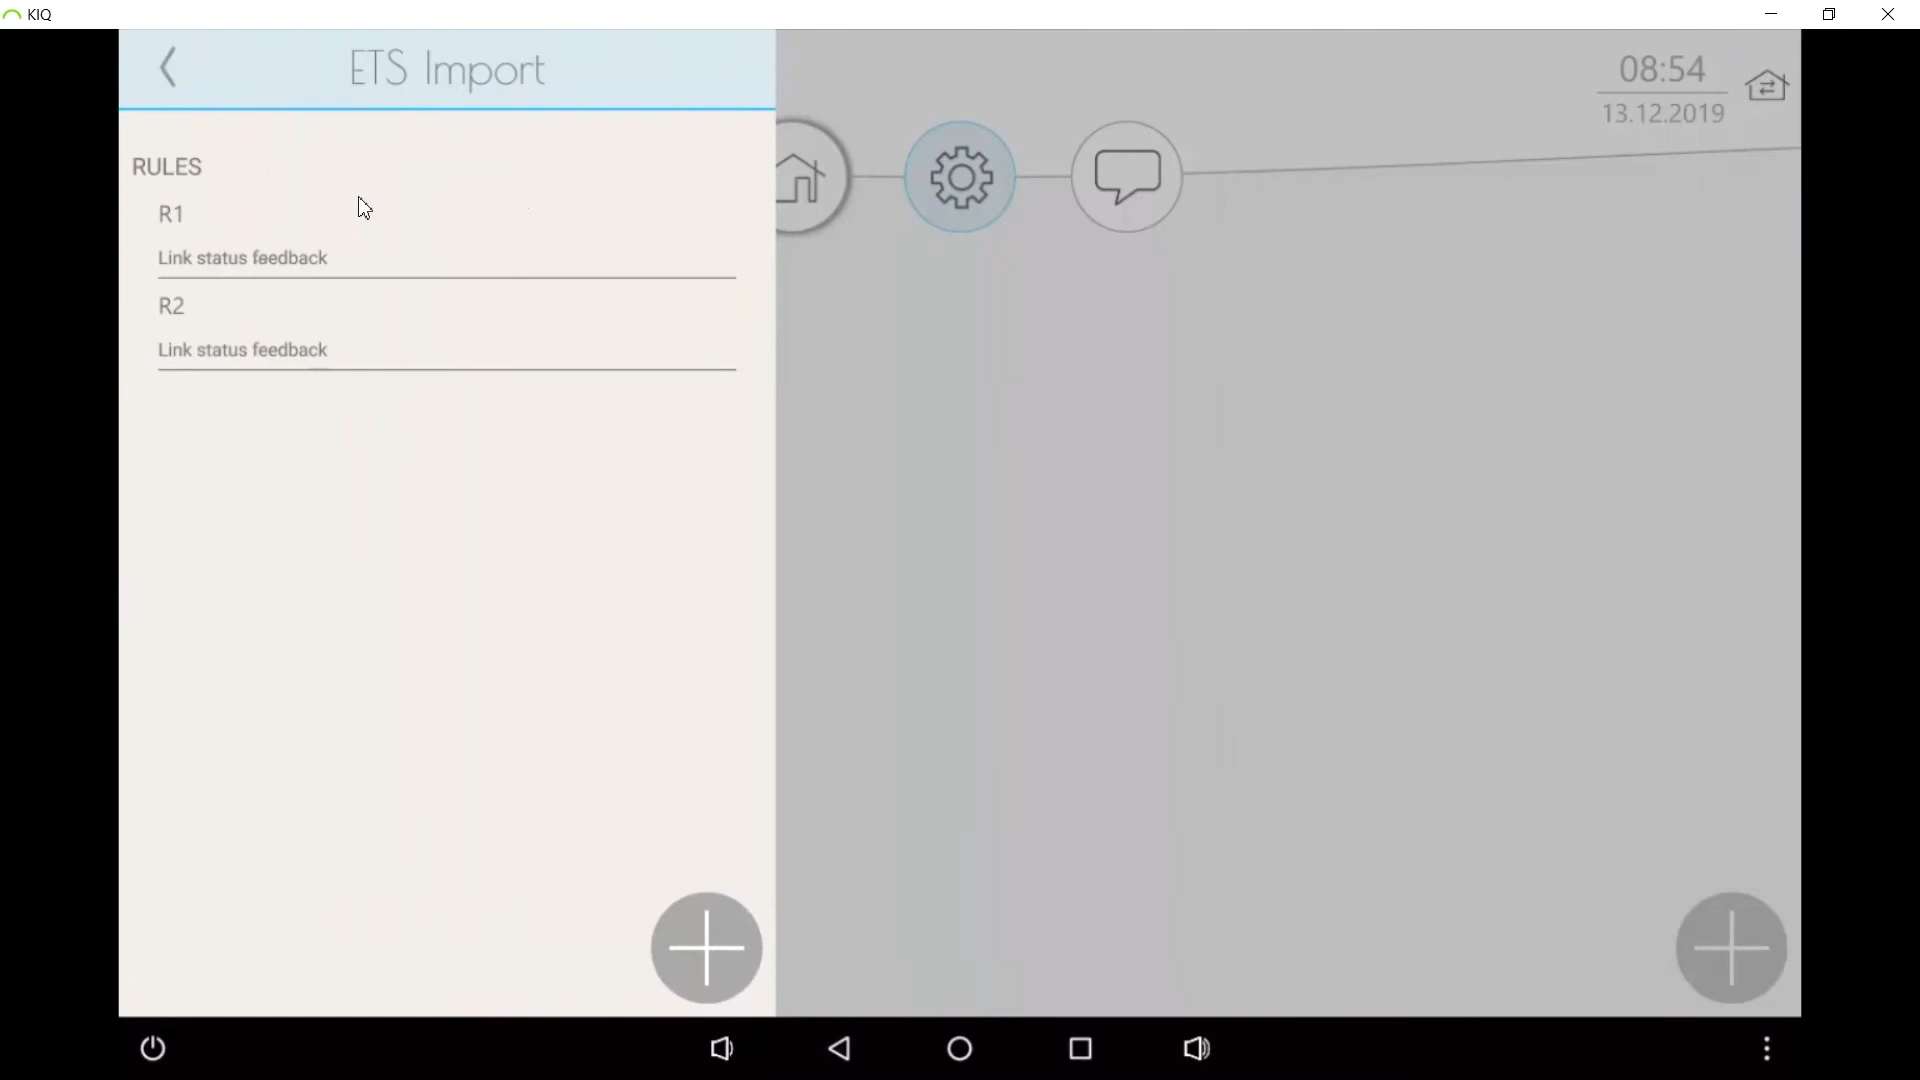 KIQ
ETS Import
08:54
13.12.2019
RULES
R1
Link status feedback
R2
Link status feedback